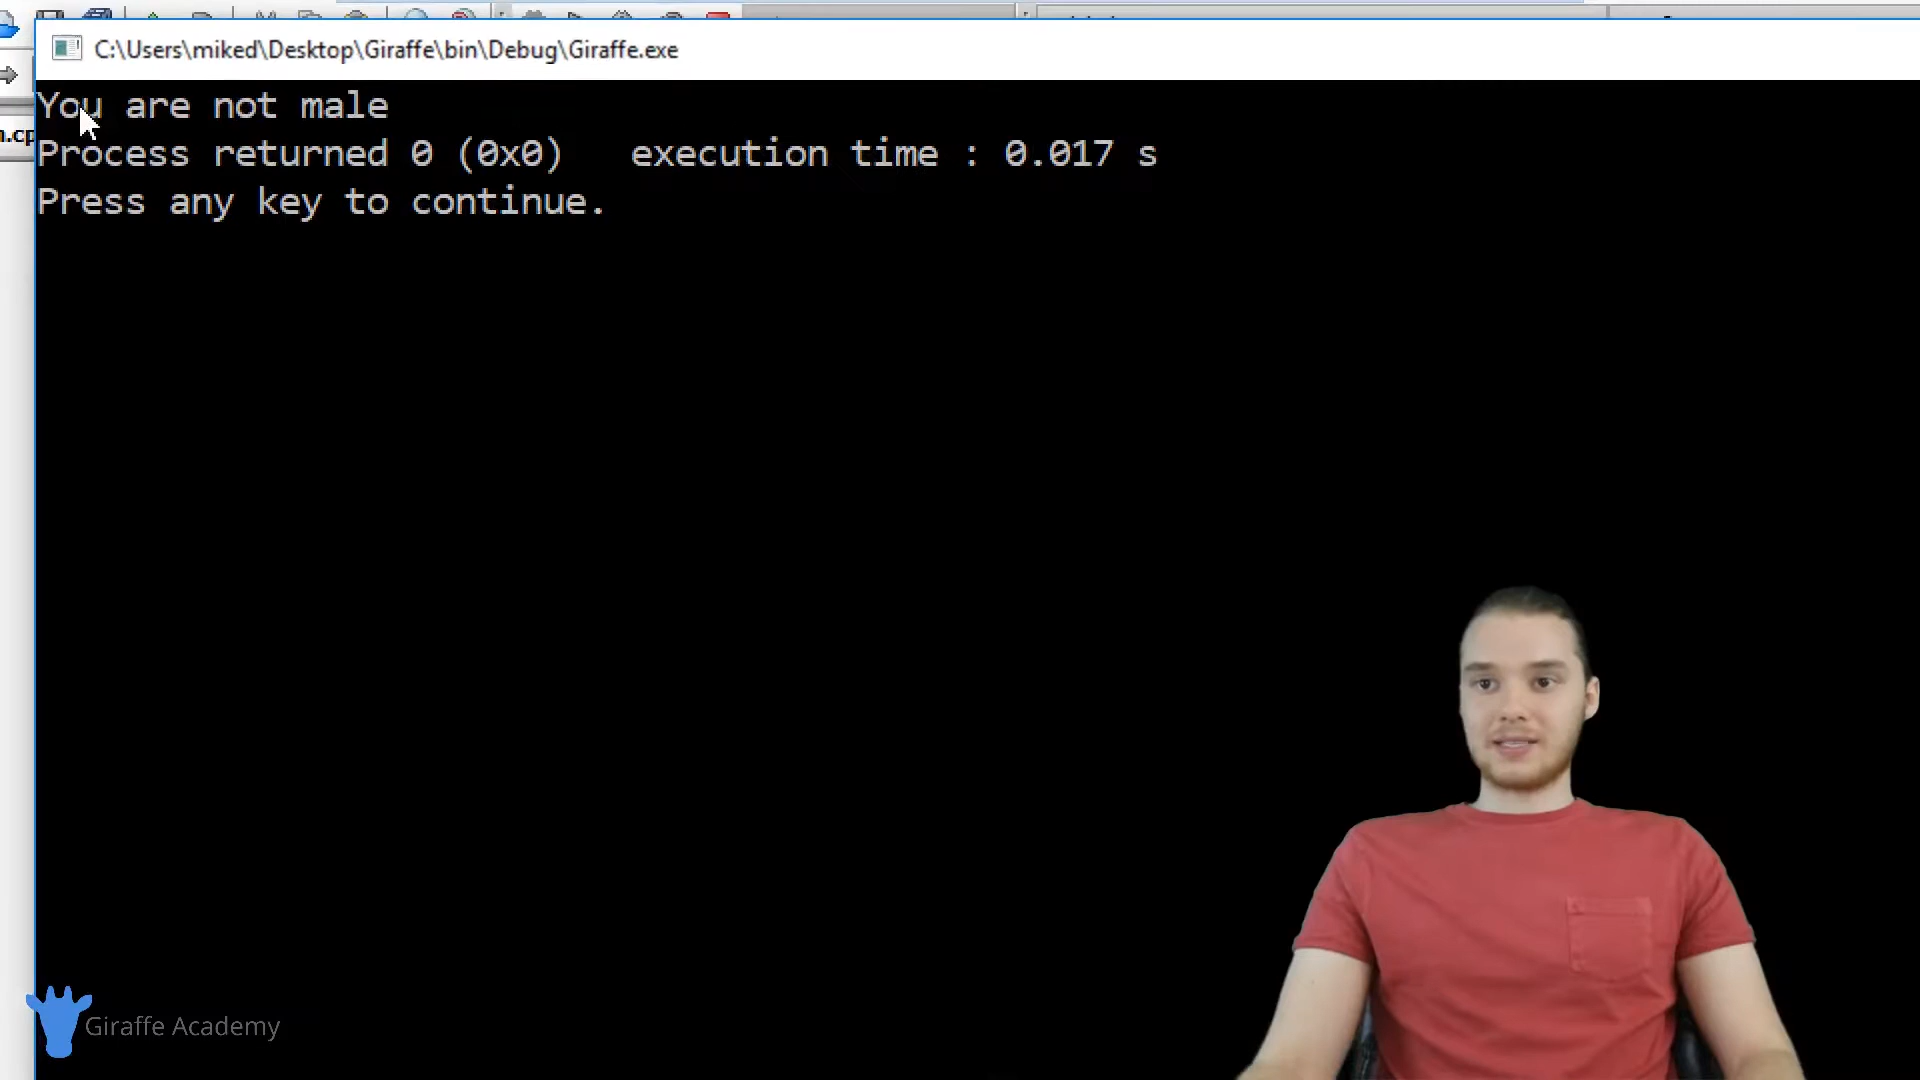 C:\Users\miked\Desktop\Giraffe\bin\Debug\Giraffe.exe
You are not male
Process returned 0 (0x0)   execution time : 0.017 s
Press any key to continue.
Giraffe Academy